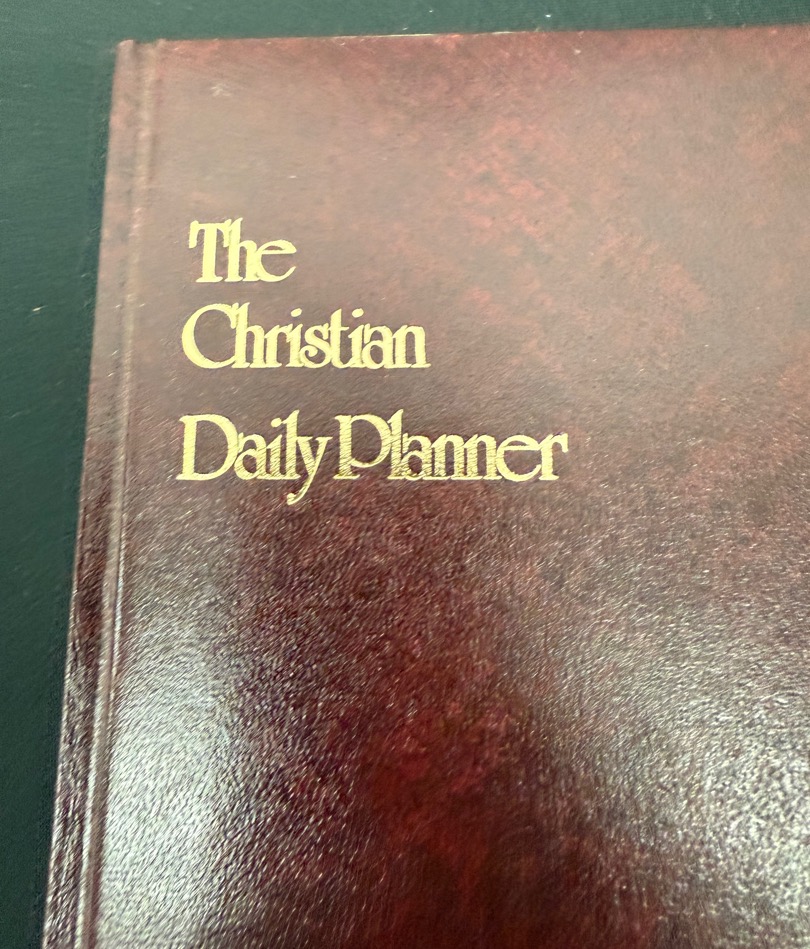 The
Christian
Daily Planner